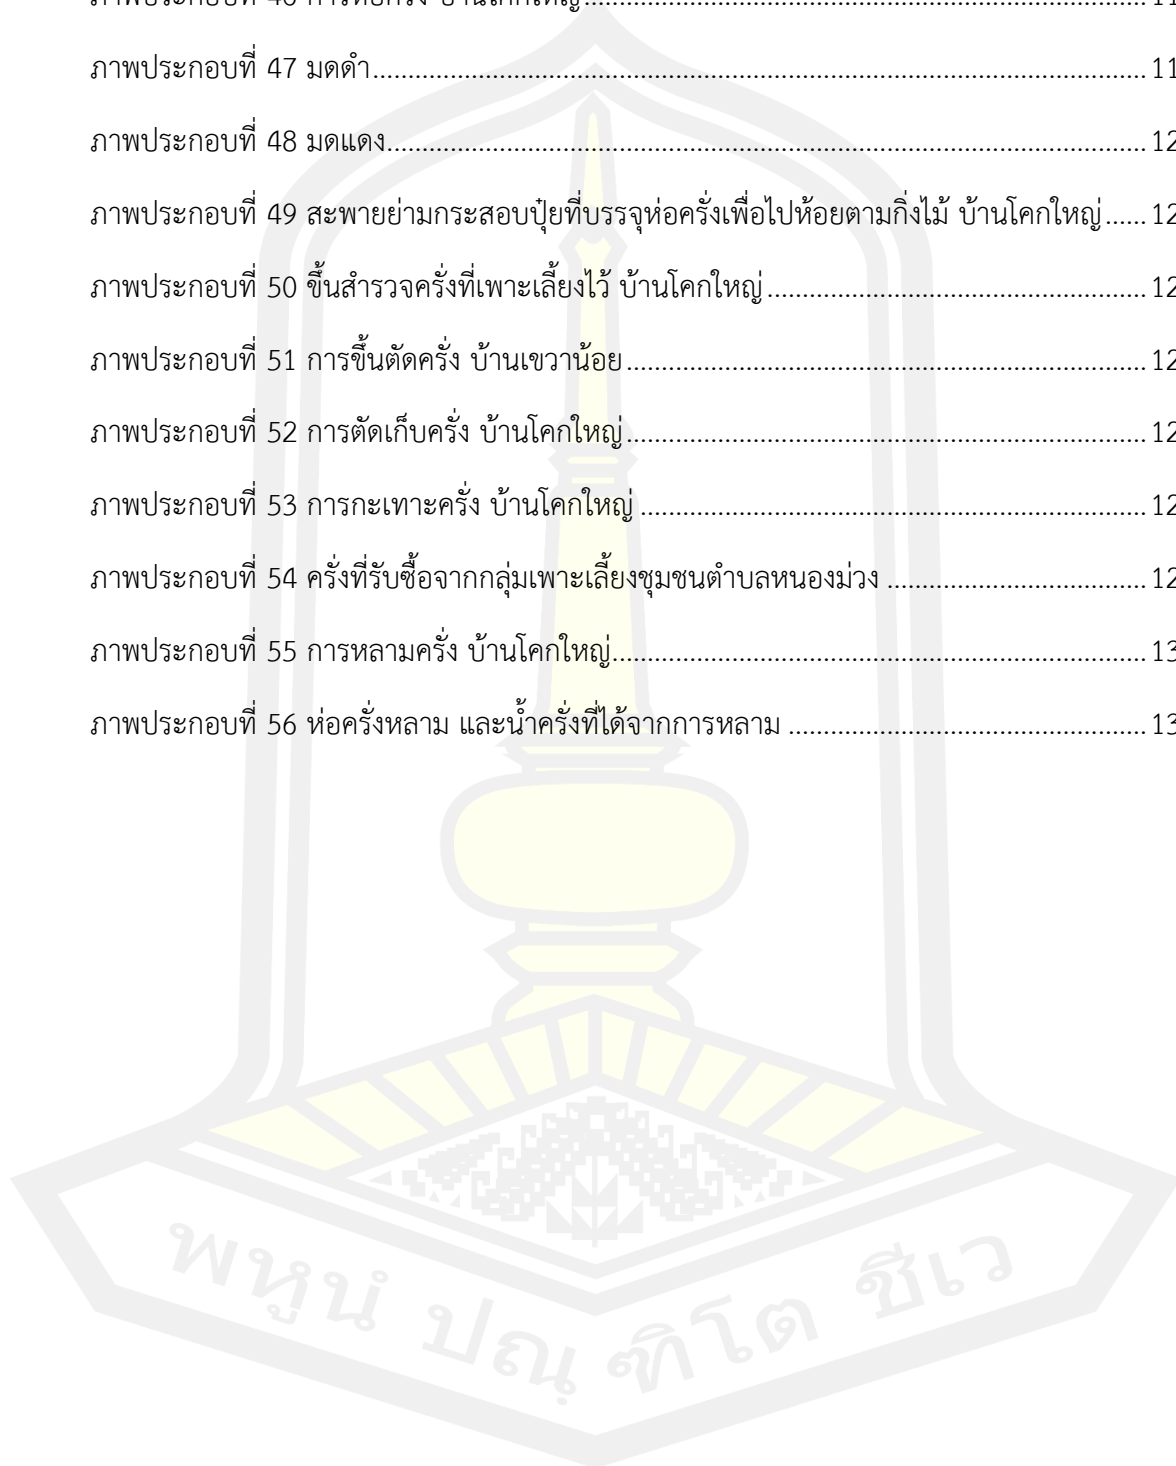 ภาพประกอบที่ 47 มดดำ.......... 11
ภาพประกอบที่ 48 มดแดง.......... 12
ภาพประกอบที่ 49 สะพายย่ามกระสอบปุ๋ยที่บรรจุห่อครั่งเพื่อไปห้อยตามกิ่งไม้ บ้านโคกใหญ่...... 12
ภาพประกอบที่ 50 ขึ้นสำรวจครั่งที่เพาะเลี้ยงไว้ บ้านโคกใหญ่.......... 12
ภาพประกอบที่ 51 การขึ้นตัดครั่ง บ้านเขวาน้อย.......... 12
ภาพประกอบที่ 52 การตัดเก็บครั่ง บ้านโคกใหญ่.......... 12
ภาพประกอบที่ 53 การกะเทาะครั่ง บ้านโคกใหญ่.......... 12
ภาพประกอบที่ 54 ครั่งที่รับซื้อจากกลุ่มเพาะเลี้ยงชุมชนตำบลหนองม่วง.......... 12
ภาพประกอบที่ 55 การหลามครั่ง บ้านโคกใหญ่.......... 13
ภาพประกอบที่ 56 ห่อครั่งหลาม และน้ำครั่งที่ได้จากการหลาม.......... 13
พหูนํ ปณฺฑิโต ชีเว